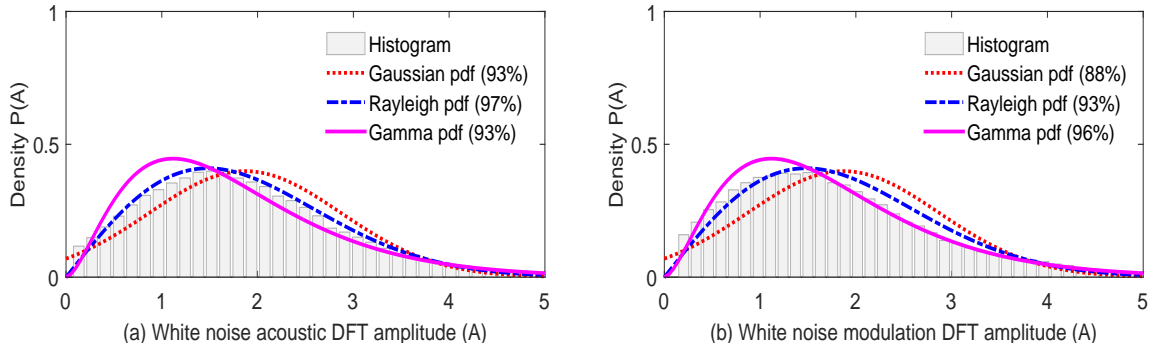 1
0.5
0
Density P(A)
Histogram
Gaussian pdf (93%)
Rayleigh pdf (97%)
Gamma pdf (93%)
0 1 2 3 4 5
(a) White noise acoustic DFT amplitude (A)
1
0.5
0
Density P(A)
Histogram
Gaussian pdf (88%)
Rayleigh pdf (93%)
Gamma pdf (96%)
0 1 2 3 4 5
(b) White noise modulation DFT amplitude (A)